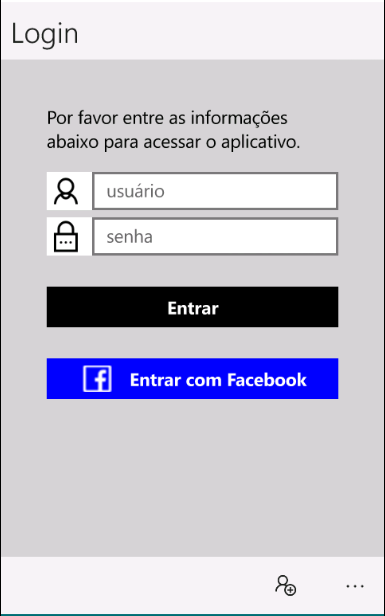 Login
Por favor entre as informações
abaixo para acessar o aplicativo.
usuário
senha
Entrar
Entrar com Facebook